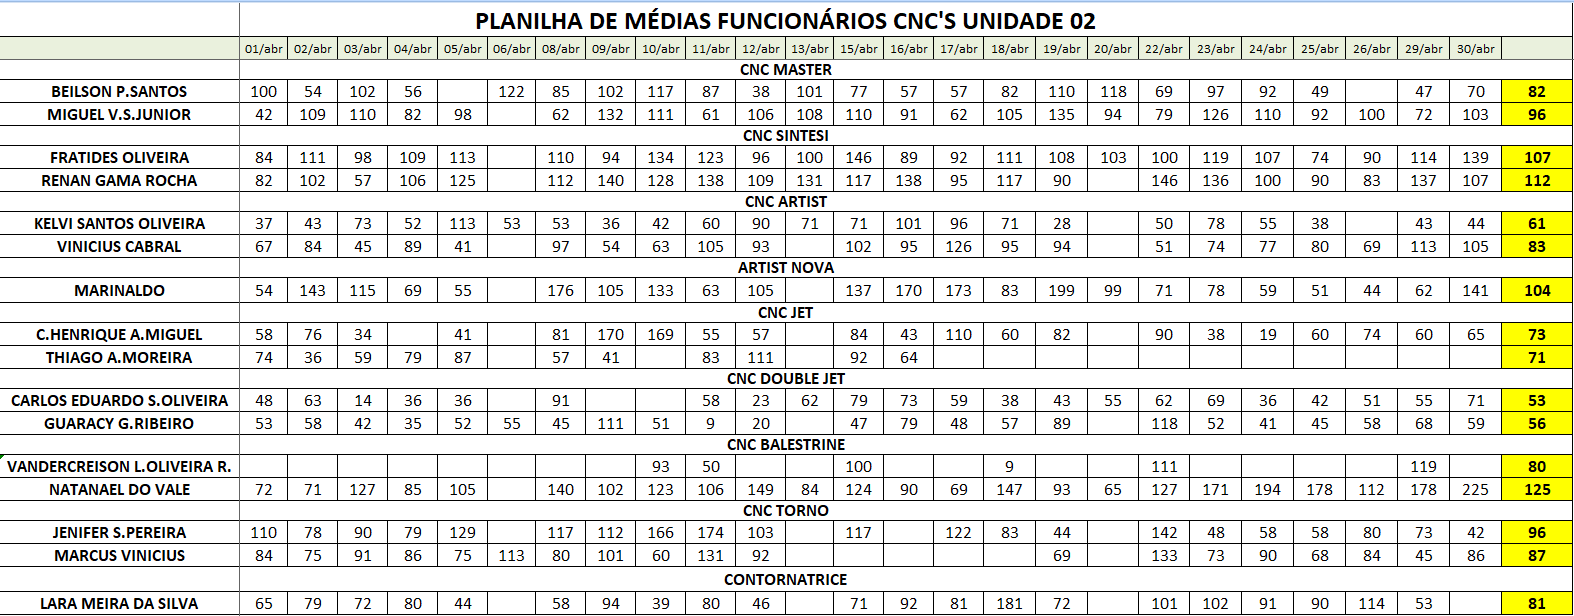 PLANILHA DE MÉDIAS FUNCIONÁRIOS CNC'S UNIDADE 02
01/abr 02/abr 03/abr 04/abr 05/abr 06/abr 08/abr 09/abr 10/abr 11/abr 12/abr 13/abr 15/abr 16/abr 17/abr 18/abr 19/abr 20/abr 22/abr 23/abr 24/abr 25/abr 26/abr 29/abr 30/abr
CNC MASTER
BEILSON P.SANTOS 100 54 102 56 122 85 102 117 87 38 101 77 57 57 82 110 118 69 97 92 49 47 70 82
MIGUEL V.S.JUNIOR 42 109 110 82 98 62 132 111 61 106 108 110 91 62 105 135 94 79 126 110 92 100 72 103 96
CNC SINTESI
FRATIDES OLIVEIRA 84 111 98 109 113 110 94 134 123 96 100 146 89 92 111 108 103 100 119 107 74 90 114 139 107
RENAN GAMA ROCHA 82 102 57 106 125 112 140 128 138 109 131 117 138 95 117 90 146 136 100 90 83 137 107 112
CNC ARTIST
KELVI SANTOS OLIVEIRA 37 43 73 52 113 53 53 36 42 60 90 71 71 101 96 71 28 50 78 55 38 43 44 61
VINICIUS CABRAL 67 84 45 89 41 97 54 63 105 93 102 95 126 95 94 51 74 77 80 69 113 105 83
ARTIST NOVA
MARINALDO 54 143 115 69 55 176 105 133 63 105 137 170 173 83 199 99 71 78 59 51 44 62 141 104
CNC JET
C.HENRIQUE A.MIGUEL 58 76 34 41 81 170 169 55 57 84 43 110 60 82 90 38 19 60 74 60 65 73
THIAGO A.MOREIRA 74 36 59 79 87 57 41 83 111 92 64 71
CNC DOUBLE JET
CARLOS EDUARDO S.OLIVEIRA 48 63 14 36 36 91 58 23 62 79 73 59 38 43 55 62 69 36 42 51 55 71 53
GUARACY G.RIBEIRO 53 58 42 35 52 55 45 111 51 9 20 47 79 48 57 89 118 52 41 45 58 68 59 56
CNC BALESTRINE
VANDERCREISON L.OLIVEIRA R. 93 50 100 9 111 119 80
NATANAEL DO VALE 72 71 127 85 105 140 102 123 106 149 84 124 90 69 147 93 65 127 171 194 178 112 178 225 125
CNC TORNO
JENIFER S.PEREIRA 110 78 90 79 129 117 112 166 174 103 117 122 83 44 142 48 58 58 80 73 42 96
MARCUS VINICIUS 84 75 91 86 75 113 80 101 60 131 92 69 133 73 90 68 84 45 86 87
CONTORNATRICE
LARA MEIRA DA SILVA 65 79 72 80 44 58 94 39 80 46 71 92 81 181 72 101 102 91 90 114 53 81